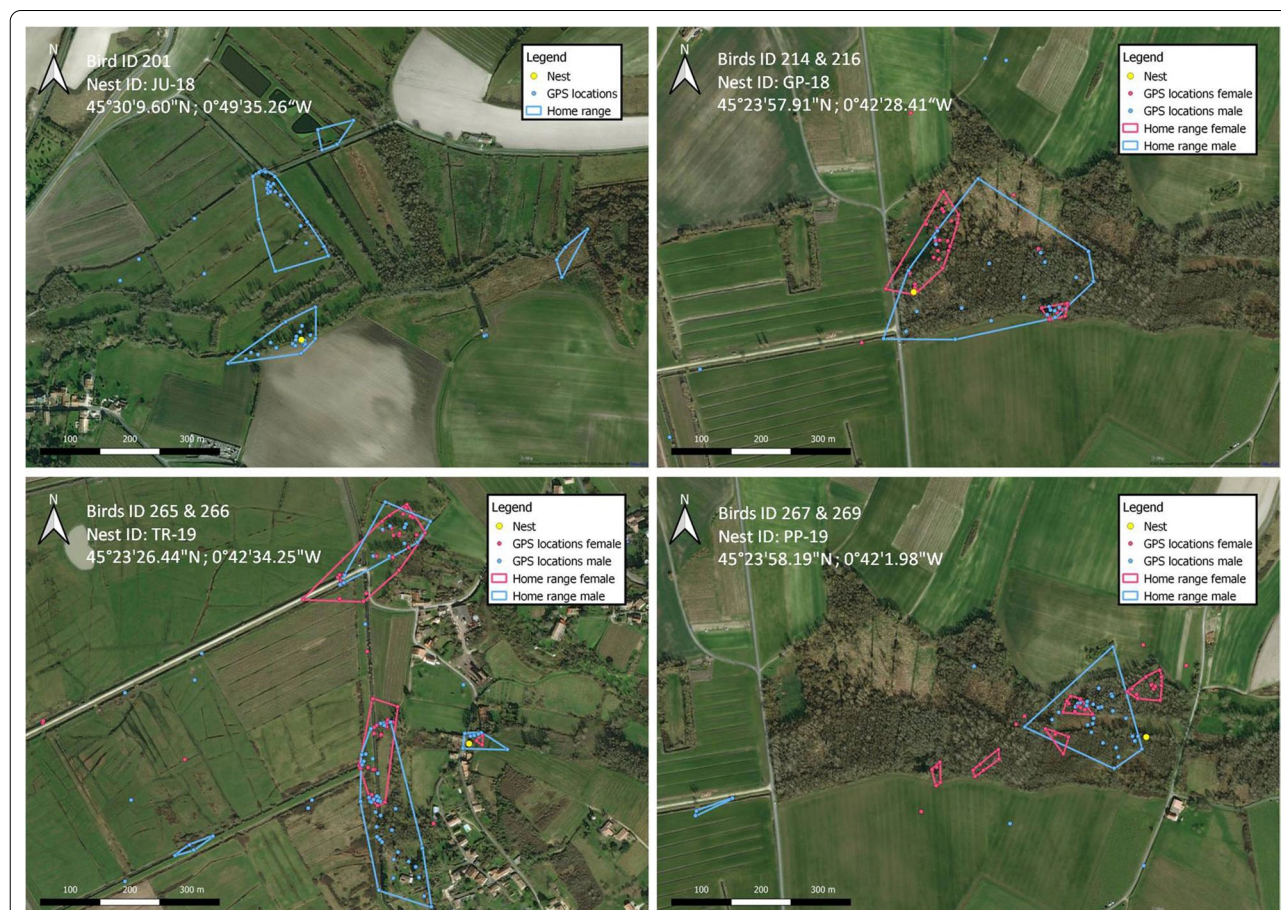 N
Bird ID 201
Nest ID: JU-18
45°30'9.60"N ; 0°49'35.26“W
Legend
Nest
GPS locations
Home range
100 200 300 m
N
Birds ID 214 & 216
Nest ID: GP-18
45°23'57.91"N ; 0°42'28.41“W
Legend
Nest
GPS locations female
GPS locations male
Home range female
Home range male
100 200 300 m
N
Birds ID 265 & 266
Nest ID: TR-19
45°23'26.44"N ; 0°42'34.25"W
Legend
Nest
GPS locations female
GPS locations male
Home range female
Home range male
100 200 300 m
N
Birds ID 267 & 269
Nest ID: PP-19
45°23'58.19"N ; 0°42'1.98"W
Legend
Nest
GPS locations female
GPS locations male
Home range female
Home range male
100 200 300 m